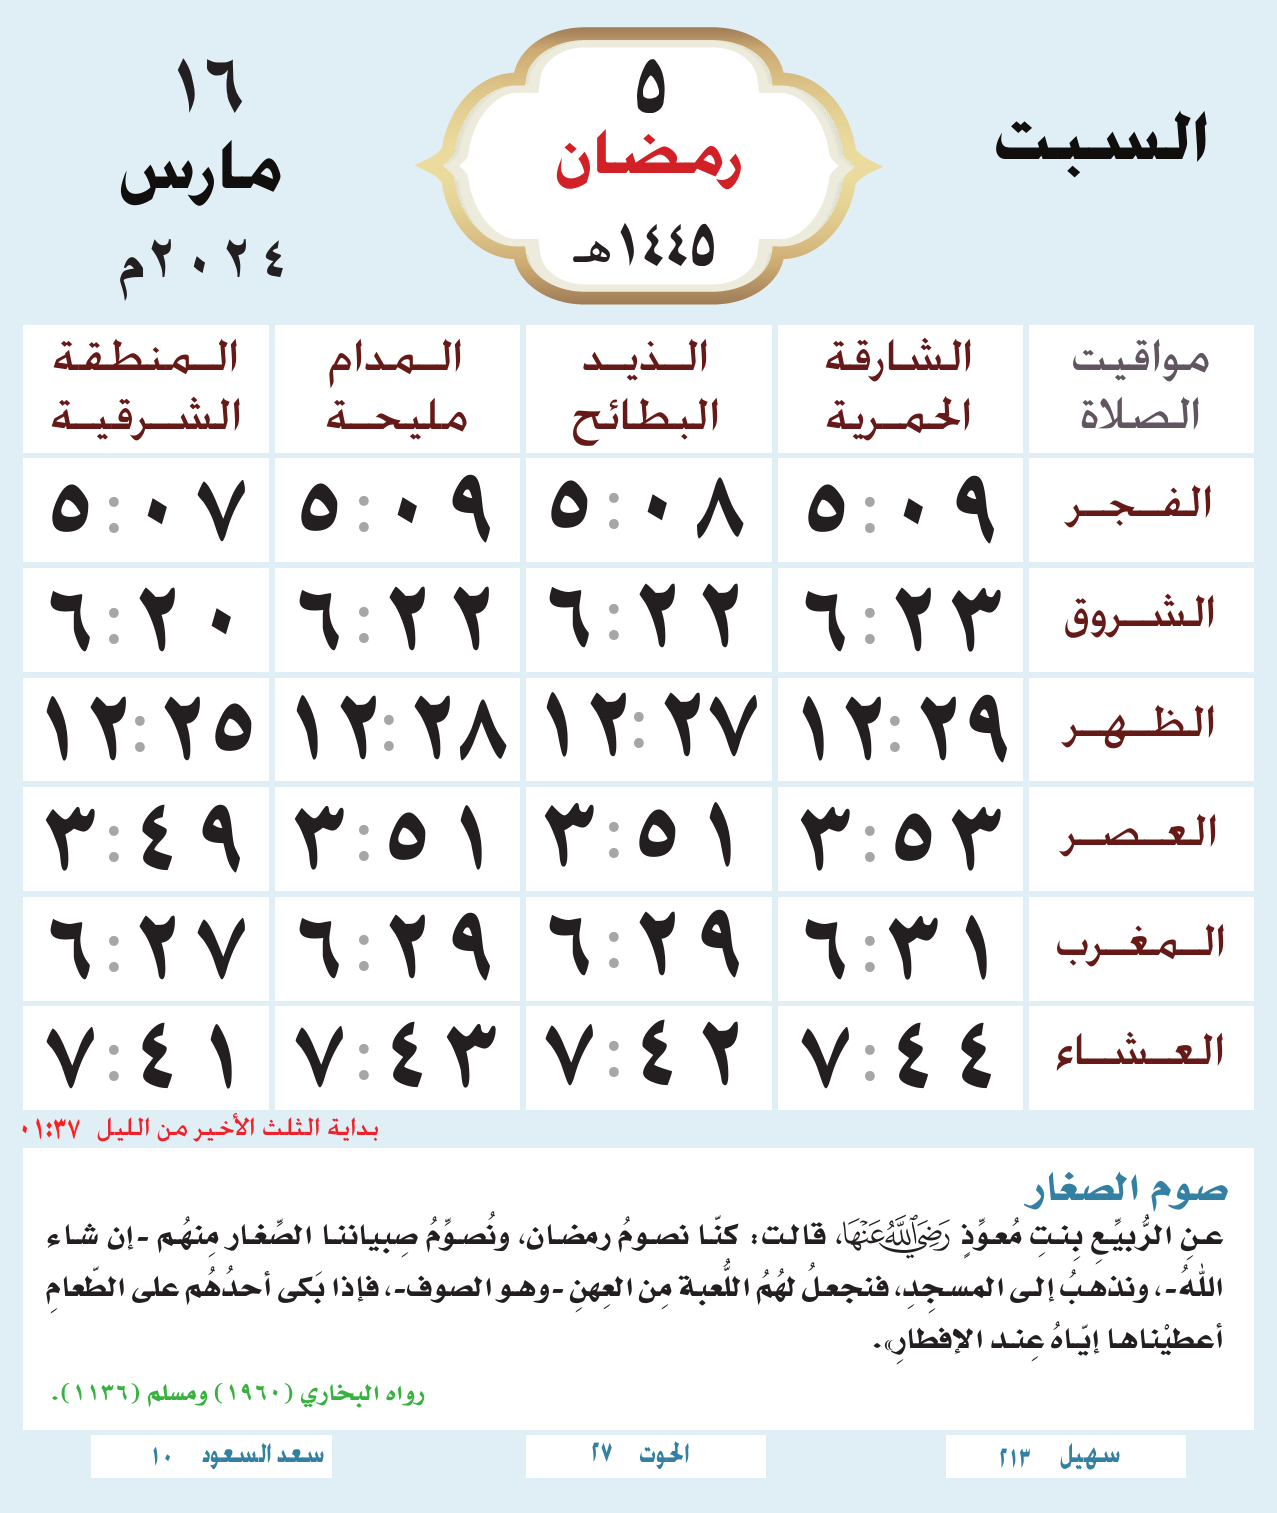 السبت
٥
رمضان
١٤٤٥هـ
١٦
مارس
٢٠٢٤م
مواقيت الصلاة	الشارقة الحمرية	الذيد البطائح	المدام مليحة	المنطقة الشرقية
الفجر	٥:٠٩	٥:٠٨	٥:٠٩	٥:٠٧
الشروق	٦:٢٣	٦:٢٢	٦:٢٢	٦:٢٠
الظهر	١٢:٢٩	١٢:٢٧	١٢:٢٨	١٢:٢٥
العصر	٣:٥٣	٣:٥١	٣:٥١	٣:٤٩
المغرب	٦:٣١	٦:٢٩	٦:٢٩	٦:٢٧
العشاء	٧:٤٤	٧:٤٢	٧:٤٣	٧:٤١
بداية الثلث الأخير من الليل ٠١:٣٧
صوم الصغار
عنِ الرُّبيِّعِ بِنتِ مُعوِّذٍ رَضِيَ اللَّهُ عَنْهَا، قالت: كنّا نصومُ رمضان، ونُصوِّمُ صِبياننا الصِّغار مِنهُم -إن شاء
اللهُ-، ونذهبُ إلى المسجِدِ، فنجعلُ لهُمُ اللُّعبة مِن العِهنِ -وهو الصوف-، فإذا بَكى أحدُهُم على الطّعامِ
أعطيْناها إيّاهُ عِند الإفطارِ».
رواه البخاري (١٩٦٠) ومسلم (١١٣٦).
سهيل ٢١٣	الحوت ٢٧	سعد السعود ١٠